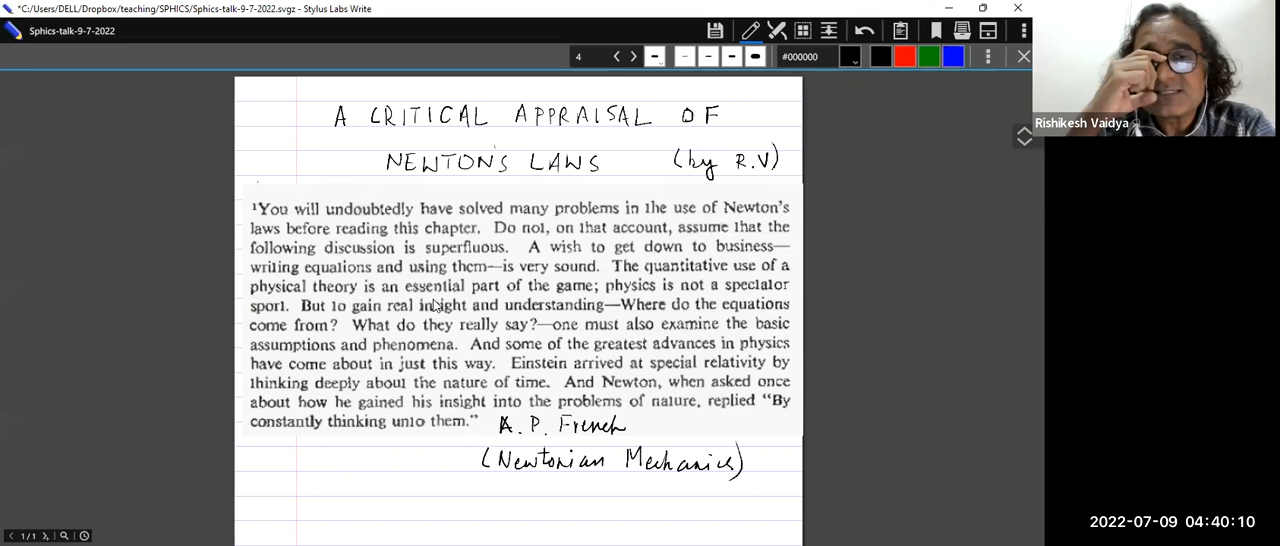 *C:/Users/DELL/Dropbox/teaching/SPHICS/Sphics-talk-9-7-2022.svgz - Stylus Labs Write
Sphics-talk-9-7-2022
4
#000000
Rishikesh Vaidya
A CRITICAL APPRAISAL OF
NEWTON'S LAWS (by R.V)
¹You will undoubtedly have solved many problems in the use of Newton's
laws before reading this chapter. Do not, on that account, assume that the
following discussion is superfluous. A wish to get down to business—
writing equations and using them—is very sound. The quantitative use of a
physical theory is an essential part of the game; physics is not a spectator
sport. But to gain real insight and understanding—Where do the equations
come from? What do they really say?—one must also examine the basic
assumptions and phenomena. And some of the greatest advances in physics
have come about in just this way. Einstein arrived at special relativity by
thinking deeply about the nature of time. And Newton, when asked once
about how he gained his insight into the problems of nature, replied "By
constantly thinking unto them." A. P. French
(Newtonian Mechanics)
1/1
2022-07-09 04:40:10